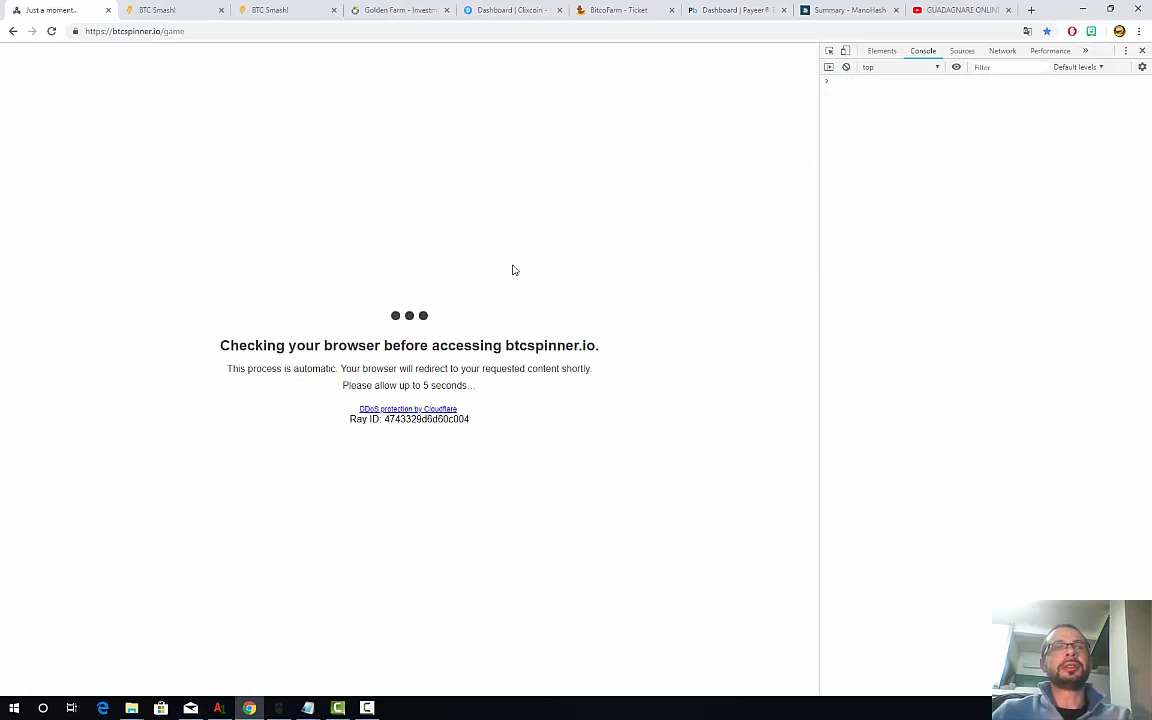 Just a moment...
BTC Smash!
BTC Smash!
Golden Farm - Investm
Dashboard | Clixcoin -
BitcoFarm - Ticket
Dashboard | Payeer® E
Summary - ManoHash
GUADAGNARE ONLINE
https://btcspinner.io/game
Elements
Console
Sources
Network
Performance
»
top
Filter
Default levels
Checking your browser before accessing btcspinner.io.
This process is automatic. Your browser will redirect to your requested content shortly.
Please allow up to 5 seconds...
DDoS protection by Cloudflare
Ray ID: 4743329d6d60c004